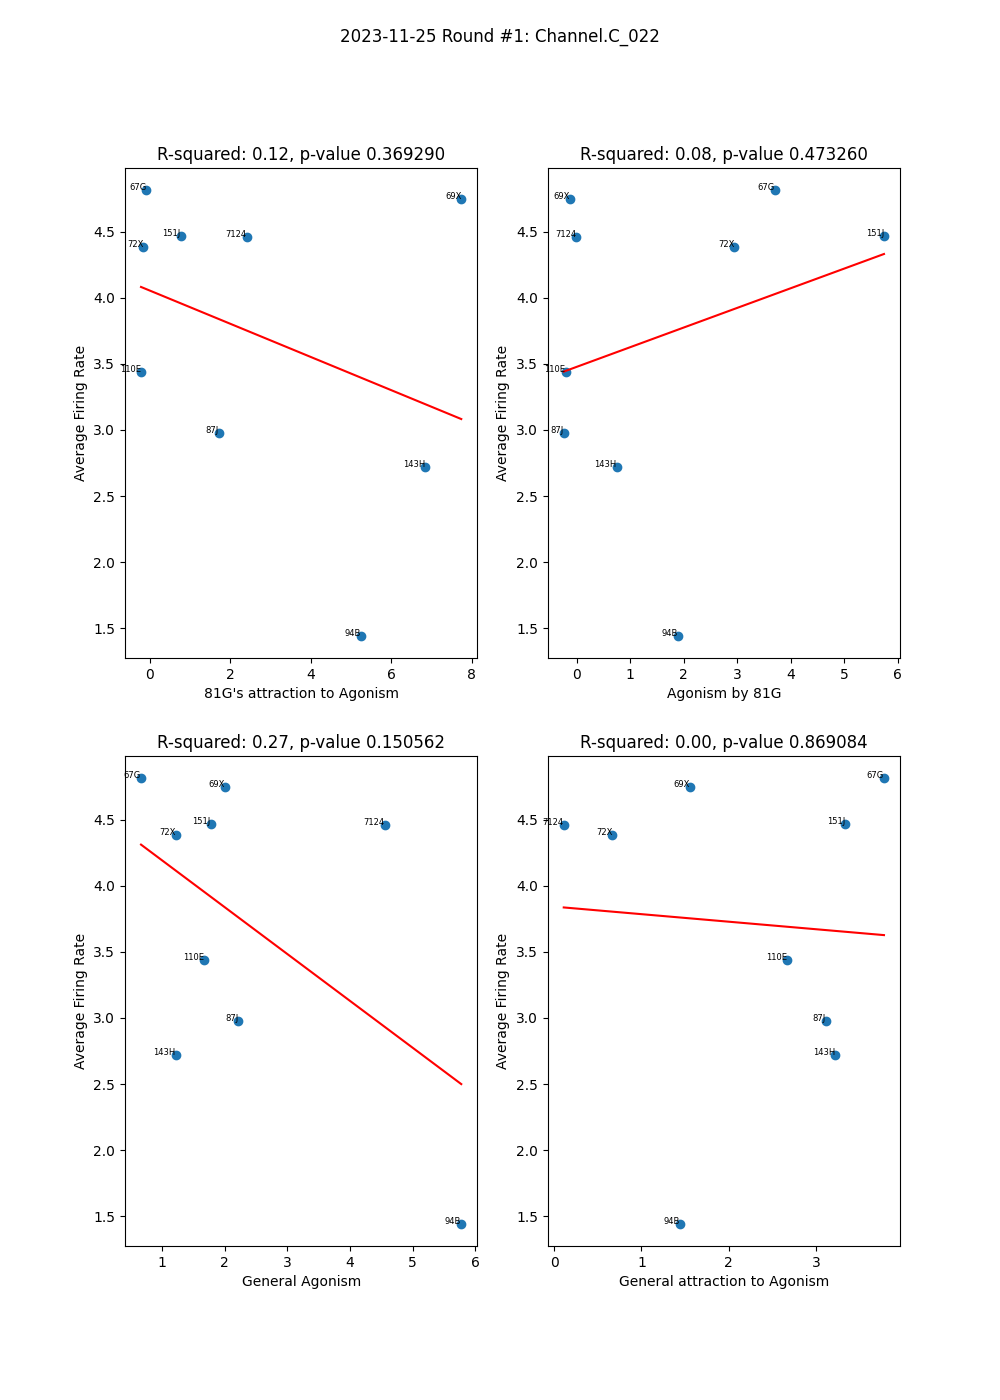 2023-11-25 Round #1: Channel.C_022
R-squared: 0.12, p-value 0.369290
67G
69X
151J
7124
72X
110E
87J
143H
94B
4.5
4.0
3.5
3.0
2.5
2.0
1.5
Average Firing Rate
0 2 4 6 8
81G's attraction to Agonism
R-squared: 0.08, p-value 0.473260
69X
67G
7124
151J
72X
110E
87J
143H
94B
4.5
4.0
3.5
3.0
2.5
2.0
1.5
Average Firing Rate
0 1 2 3 4 5 6
Agonism by 81G
R-squared: 0.27, p-value 0.150562
67G
69X
151J
7124
72X
110E
87J
143H
94B
4.5
4.0
3.5
3.0
2.5
2.0
1.5
Average Firing Rate
1 2 3 4 5 6
General Agonism
R-squared: 0.00, p-value 0.869084
67G
69X
7124
151J
72X
110E
87J
143H
94B
4.5
4.0
3.5
3.0
2.5
2.0
1.5
Average Firing Rate
0 1 2 3
General attraction to Agonism